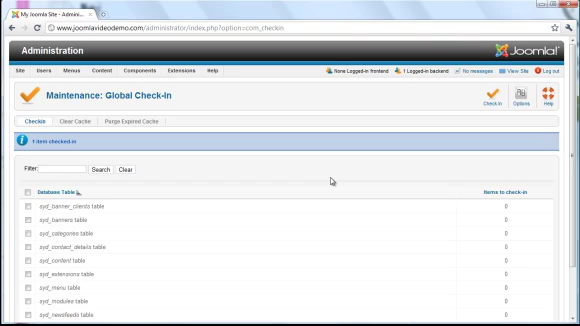 My Joomla Site - Admini...
www.joomlavideodemo.com/administrator/index.php?option=com_checkin
Administration
Joomla!
Site Users Menus Content Components Extensions Help
None Logged-in frontend 1 Logged-in backend No messages View Site Log out
Maintenance: Global Check-in
Check In Options Help
Checkin Clear Cache Purge Expired Cache
1 item checked-in
Filter: Search Clear
Database Table Items to check-in
syd_banner_clients table 0
syd_banners table 0
syd_categories table 0
syd_contact_details table 0
syd_content table 0
syd_extensions table 0
syd_menu table 0
syd_modules table 0
syd_newsfeeds table 0